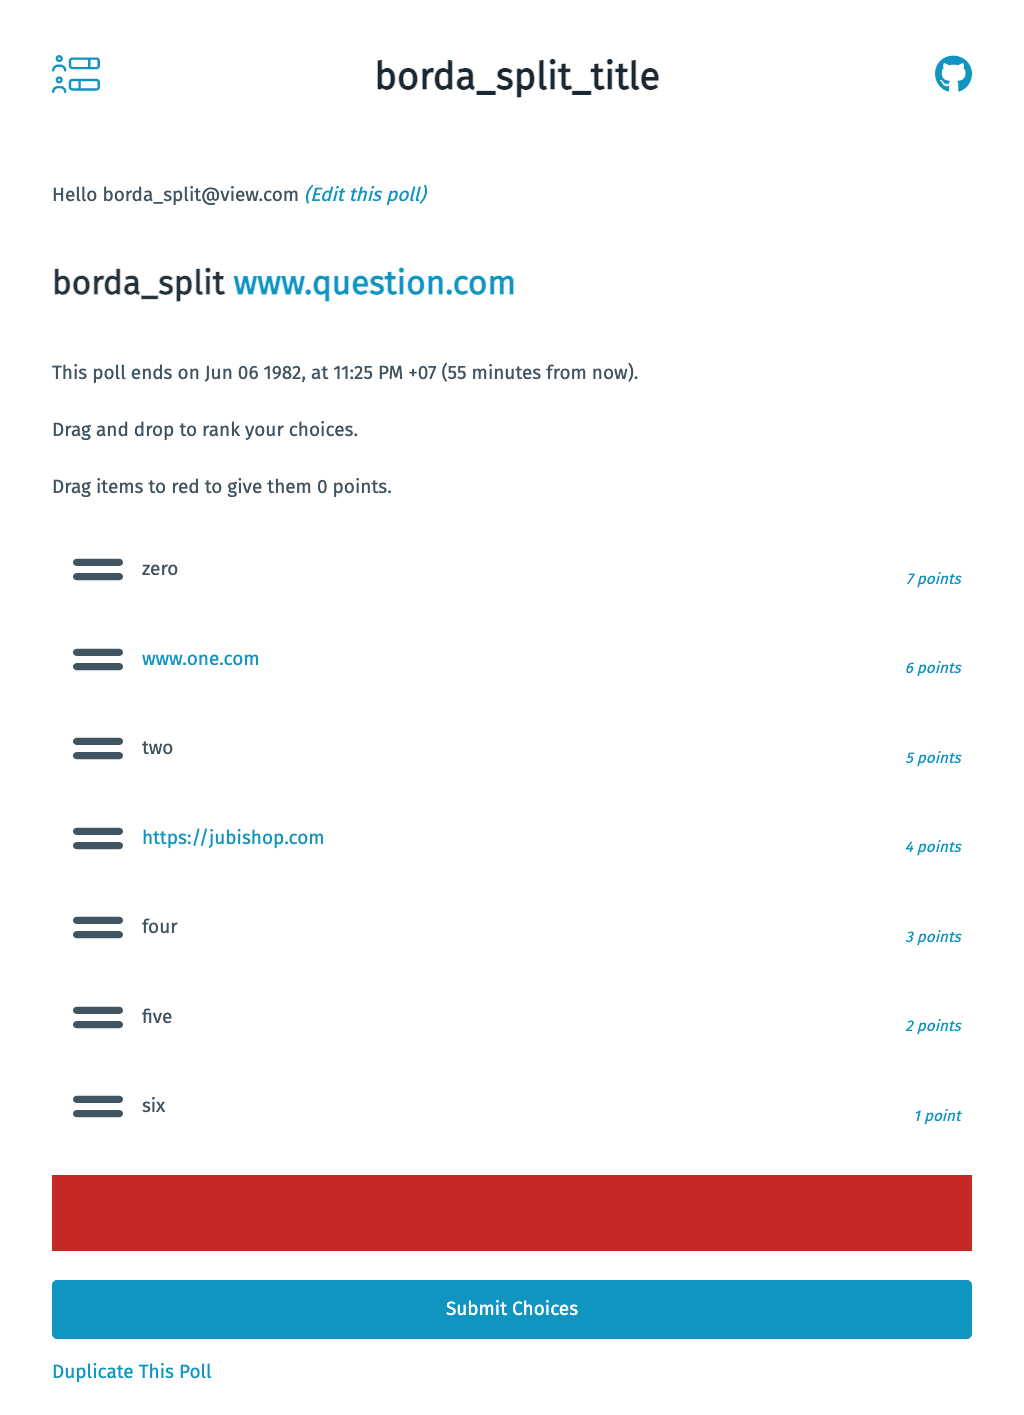 borda_split_title
Hello borda_split@view.com (Edit this poll)
borda_split www.question.com
This poll ends on Jun 06 1982, at 11:25 PM +07 (55 minutes from now).
Drag and drop to rank your choices.
Drag items to red to give them 0 points.
zero
7 points
www.one.com
6 points
two
5 points
https://jubishop.com
4 points
four
3 points
five
2 points
six
1 point
Submit Choices
Duplicate This Poll